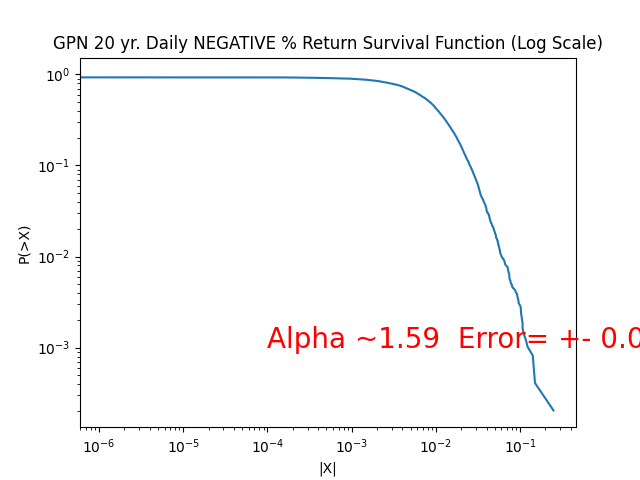 GPN 20 yr. Daily NEGATIVE % Return Survival Function (Log Scale)
10⁰
10⁻¹
10⁻²
10⁻³
P(>X)
Alpha ~1.59  Error= +- 0.0
10⁻⁶ 10⁻⁵ 10⁻⁴ 10⁻³ 10⁻² 10⁻¹
|X|